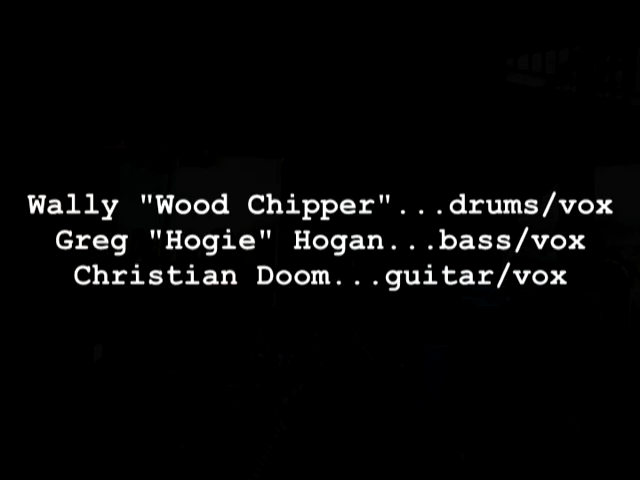 Wally "Wood Chipper"...drums/vox
Greg "Hogie" Hogan...bass/vox
Christian Doom...guitar/vox